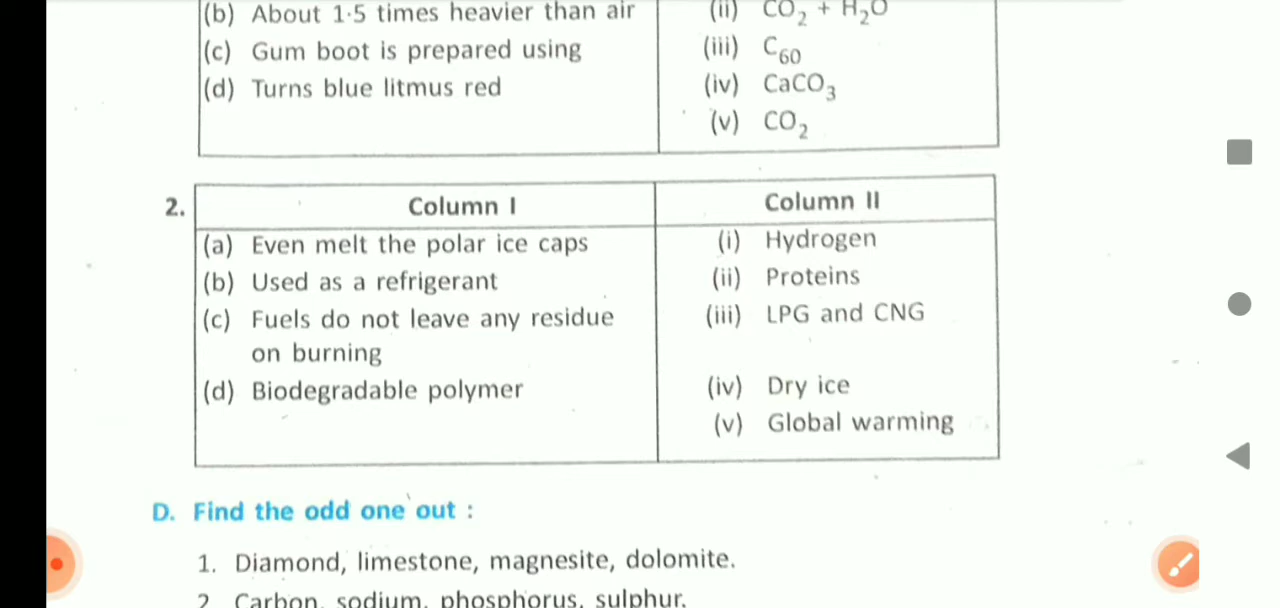 (b) About 1·5 times heavier than air (ii) CO₂ + H₂O
(c) Gum boot is prepared using (iii) C₆₀
(d) Turns blue litmus red (iv) CaCO₃
(v) CO₂
2. Column I Column II
(a) Even melt the polar ice caps (i) Hydrogen
(b) Used as a refrigerant (ii) Proteins
(c) Fuels do not leave any residue (iii) LPG and CNG
on burning
(d) Biodegradable polymer (iv) Dry ice
(v) Global warming
D. Find the odd one out :
1. Diamond, limestone, magnesite, dolomite.
2. Carbon, sodium, phosphorus, sulphur.